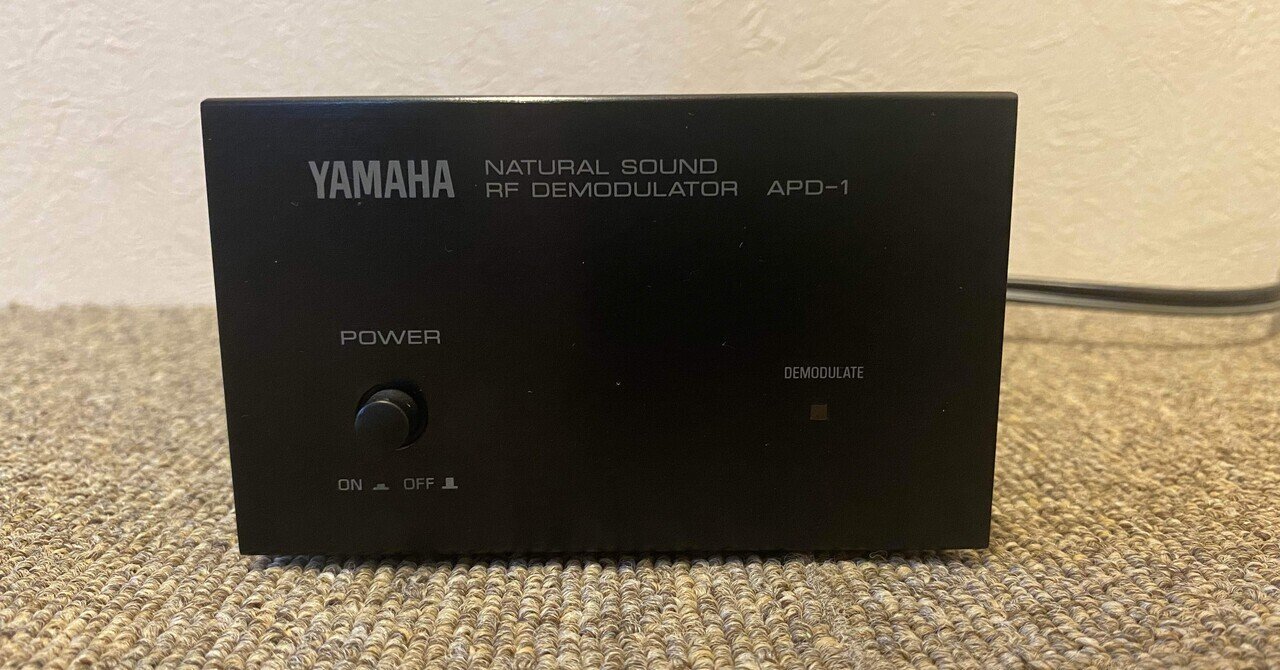 YAMAHA NATURAL SOUND
RF DEMODULATOR APD-1
POWER
DEMODULATE
ON OFF